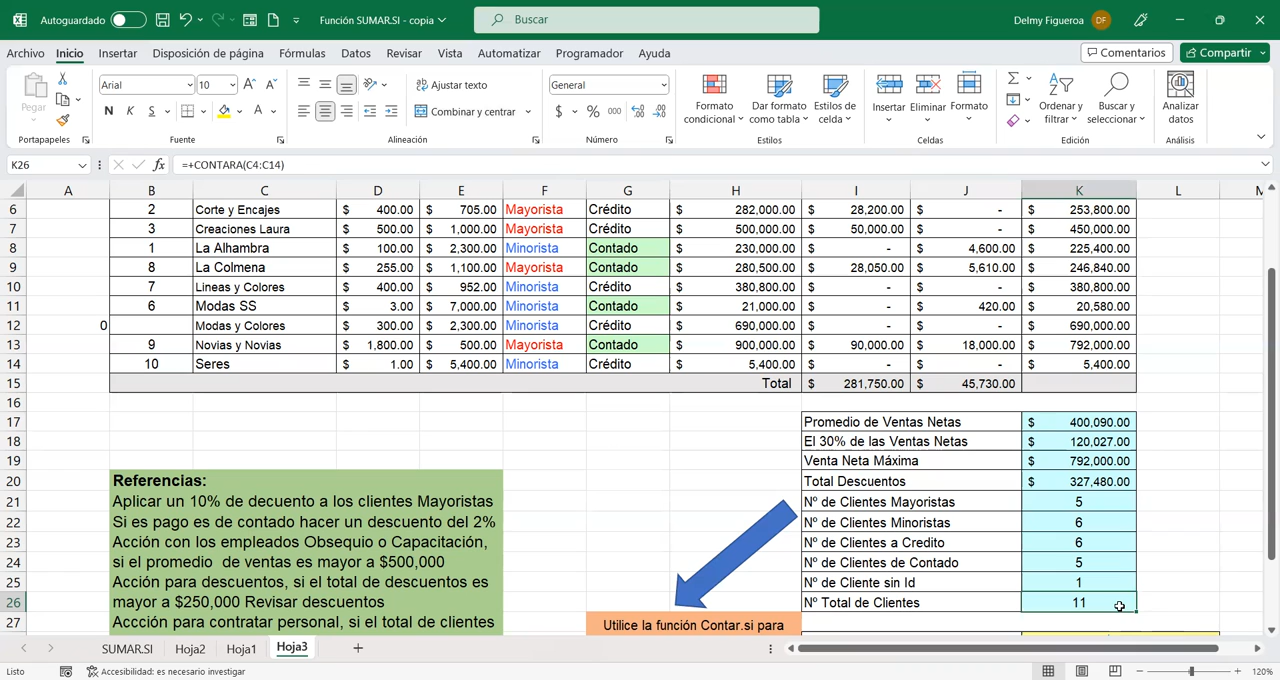 Autoguardado Función SUMAR.SI - copia Buscar Delmy Figueroa DF
Archivo Inicio Insertar Disposición de página Fórmulas Datos Revisar Vista Automatizar Programador Ayuda Comentarios Compartir
Pegar Arial 10 Ajustar texto General Formato condicional Dar formato como tabla Estilos de celda Insertar Eliminar Formato Ordenar y filtrar Buscar y seleccionar Analizar datos
N K S Combinar y centrar $ % 000
Portapapeles Fuente Alineación Número Estilos Celdas Edición Análisis
K26 fx =+CONTARA(C4:C14)
A B C D E F G H I J K L M
6 2 Corte y Encajes $ 400.00 $ 705.00 Mayorista Crédito $ 282,000.00 $ 28,200.00 $ - $ 253,800.00
7 3 Creaciones Laura $ 500.00 $ 1,000.00 Mayorista Crédito $ 500,000.00 $ 50,000.00 $ - $ 450,000.00
8 1 La Alhambra $ 100.00 $ 2,300.00 Minorista Contado $ 230,000.00 $ - $ 4,600.00 $ 225,400.00
9 8 La Colmena $ 255.00 $ 1,100.00 Mayorista Contado $ 280,500.00 $ 28,050.00 $ 5,610.00 $ 246,840.00
10 7 Lineas y Colores $ 400.00 $ 952.00 Minorista Crédito $ 380,800.00 $ - $ - $ 380,800.00
11 6 Modas SS $ 3.00 $ 7,000.00 Minorista Contado $ 21,000.00 $ - $ 420.00 $ 20,580.00
12 0 Modas y Colores $ 300.00 $ 2,300.00 Minorista Crédito $ 690,000.00 $ - $ - $ 690,000.00
13 9 Novias y Novias $ 1,800.00 $ 500.00 Mayorista Contado $ 900,000.00 $ 90,000.00 $ 18,000.00 $ 792,000.00
14 10 Seres $ 1.00 $ 5,400.00 Minorista Crédito $ 5,400.00 $ - $ - $ 5,400.00
15 Total $ 281,750.00 $ 45,730.00
16
17 Promedio de Ventas Netas $ 400,090.00
18 El 30% de las Ventas Netas $ 120,027.00
19 Venta Neta Máxima $ 792,000.00
20 Referencias: Total Descuentos $ 327,480.00
21 Aplicar un 10% de decuento a los clientes Mayoristas Nº de Clientes Mayoristas 5
22 Si es pago es de contado hacer un descuento del 2% Nº de Clientes Minoristas 6
23 Acción con los empleados Obsequio o Capacitación, Nº de Clientes a Credito 6
24 si el promedio de ventas es mayor a $500,000 Nº de Clientes de Contado 5
25 Acción para descuentos, si el total de descuentos es Nº de Cliente sin Id 1
26 mayor a $250,000 Revisar descuentos Nº Total de Clientes 11
27 Accción para contratar personal, si el total de clientes Utilice la función Contar.si para
SUMAR.SI Hoja2 Hoja1 Hoja3
Listo Accesibilidad: es necesario investigar 120%